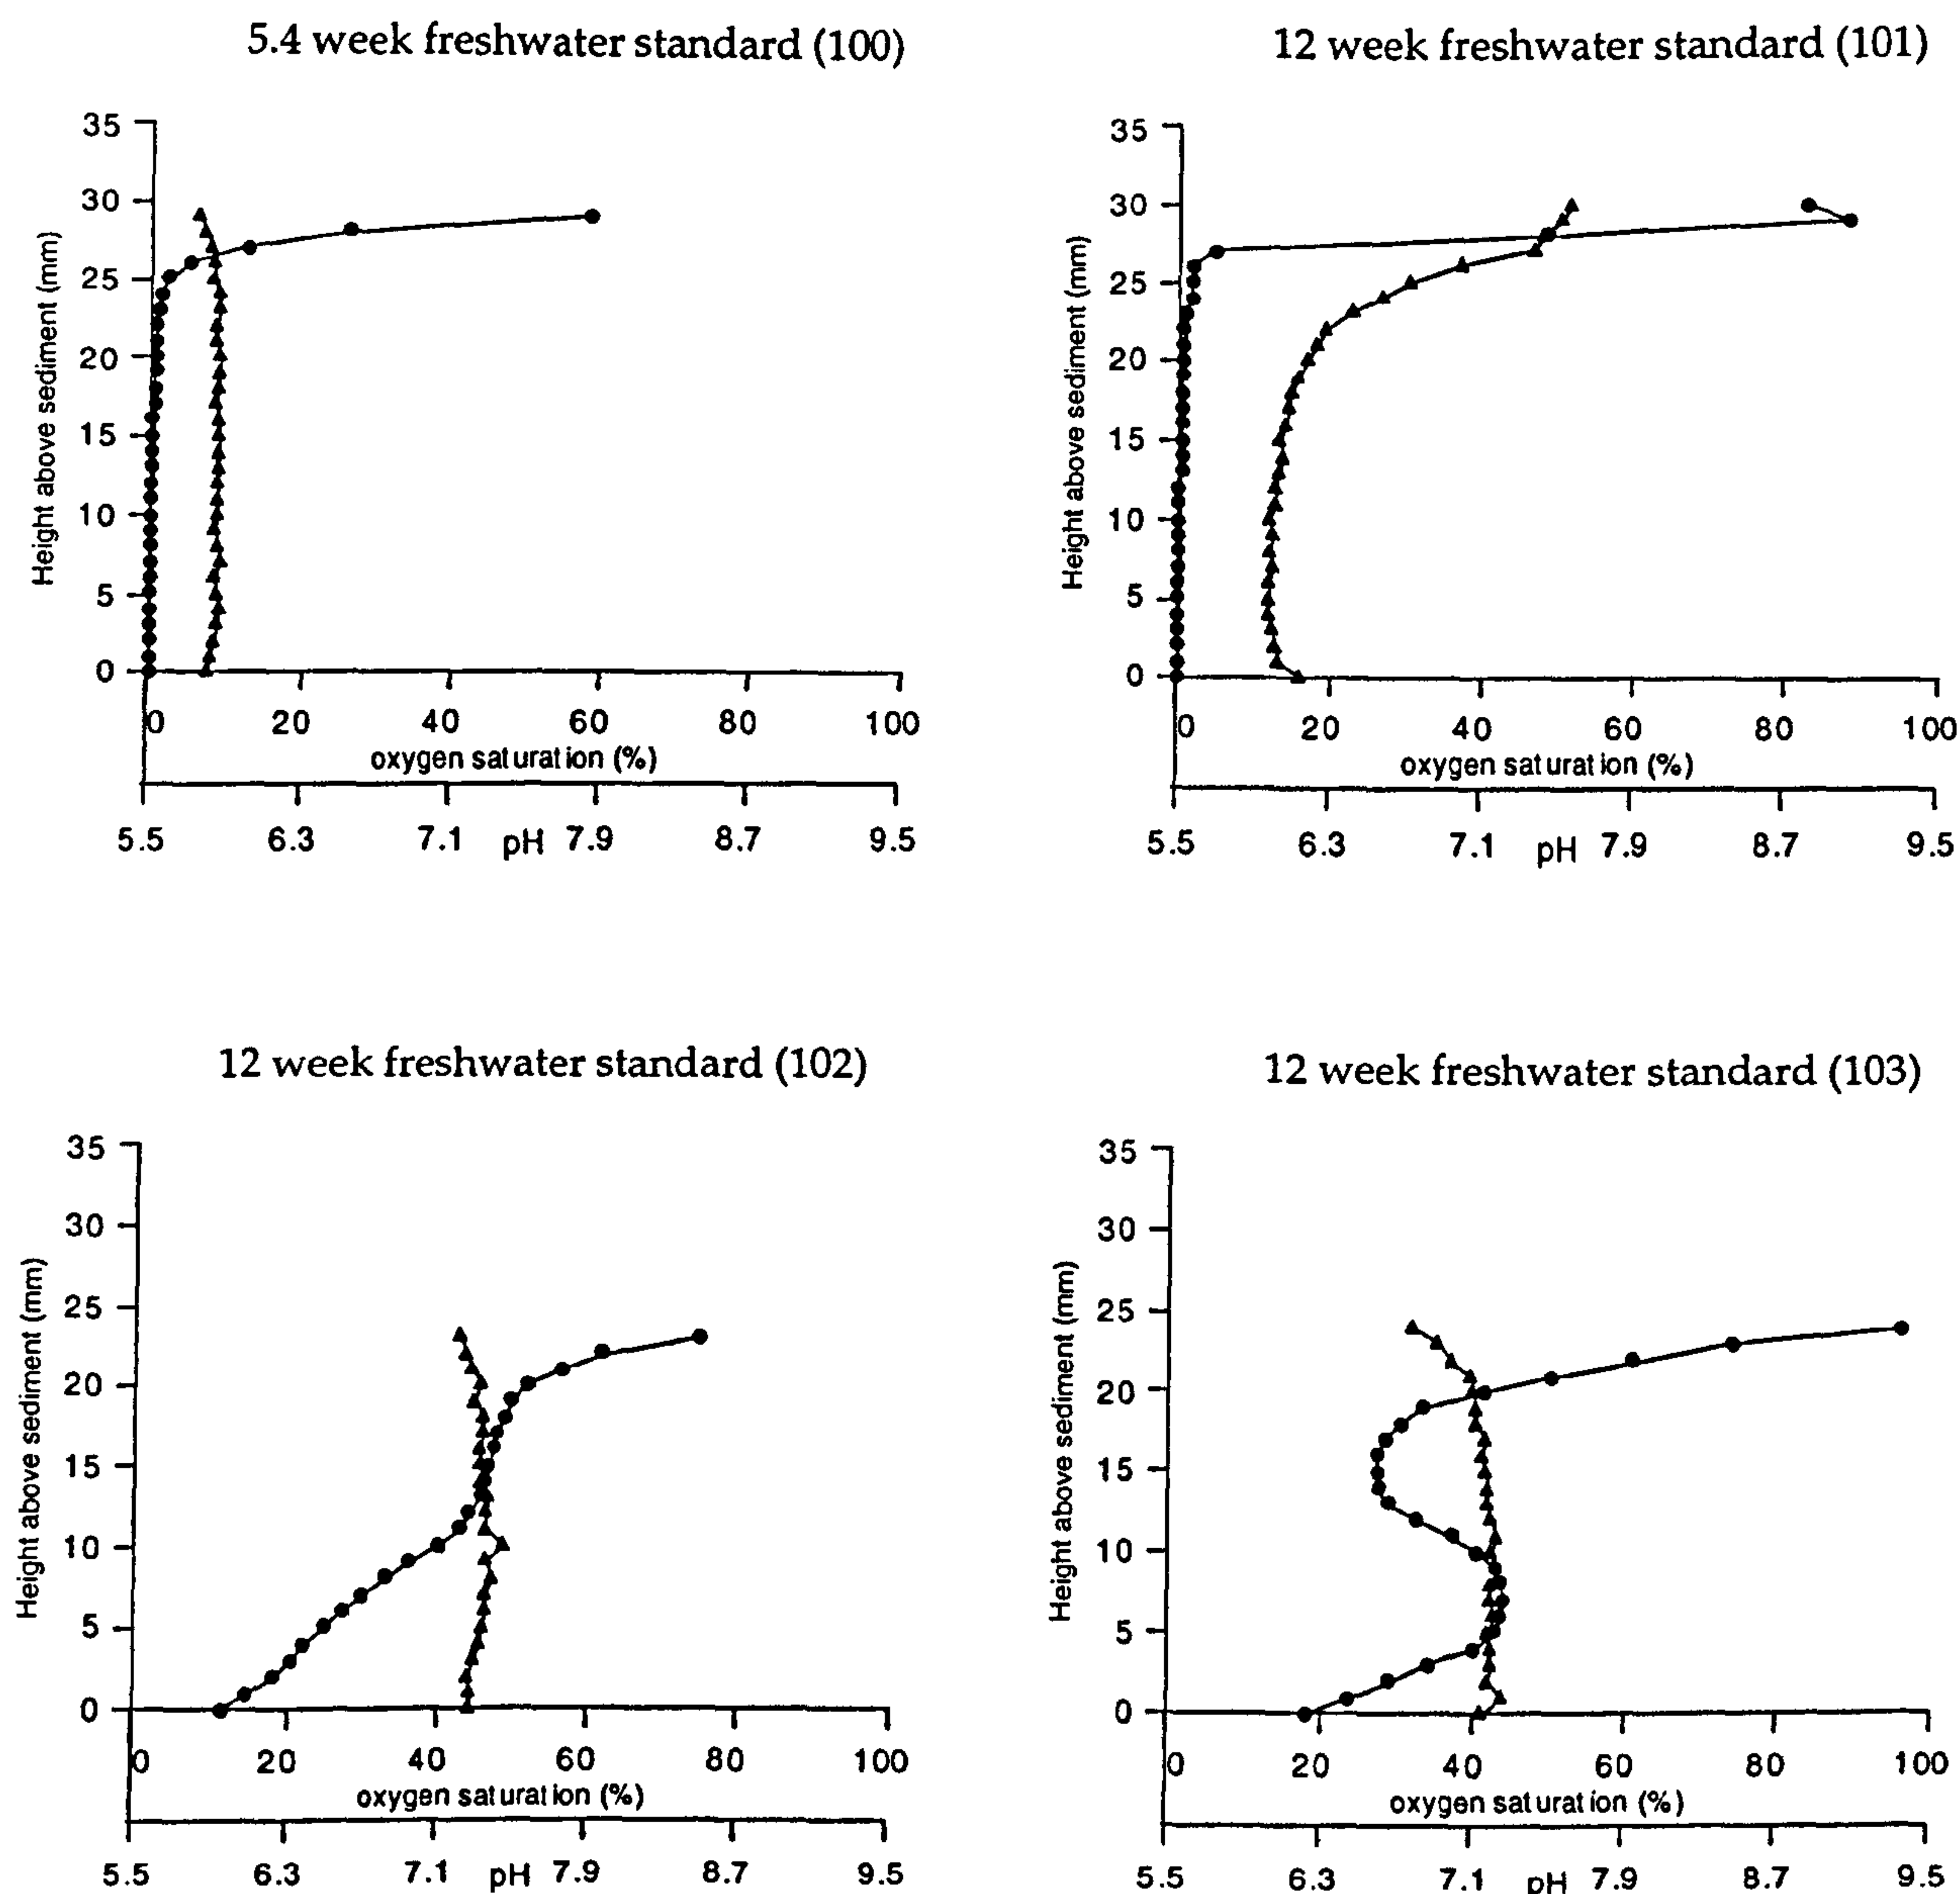 5.4 week freshwater standard (100)
35
30
25
20
15
10
5
0
Height above sediment (mm)
0 20 40 60 80 100
oxygen saturation (%)
5.5 6.3 7.1 pH 7.9 8.7 9.5
12 week freshwater standard (101)
35
30
25
20
15
10
5
0
Height above sediment (mm)
0 20 40 60 80 100
oxygen saturation (%)
5.5 6.3 7.1 pH 7.9 8.7 9.5
12 week freshwater standard (102)
35
30
25
20
15
10
5
0
Height above sediment (mm)
0 20 40 60 80 100
oxygen saturation (%)
5.5 6.3 7.1 pH 7.9 8.7 9.5
12 week freshwater standard (103)
35
30
25
20
15
10
5
0
Height above sediment (mm)
0 20 40 60 80 100
oxygen saturation (%)
5.5 6.3 7.1 pH 7.9 8.7 9.5